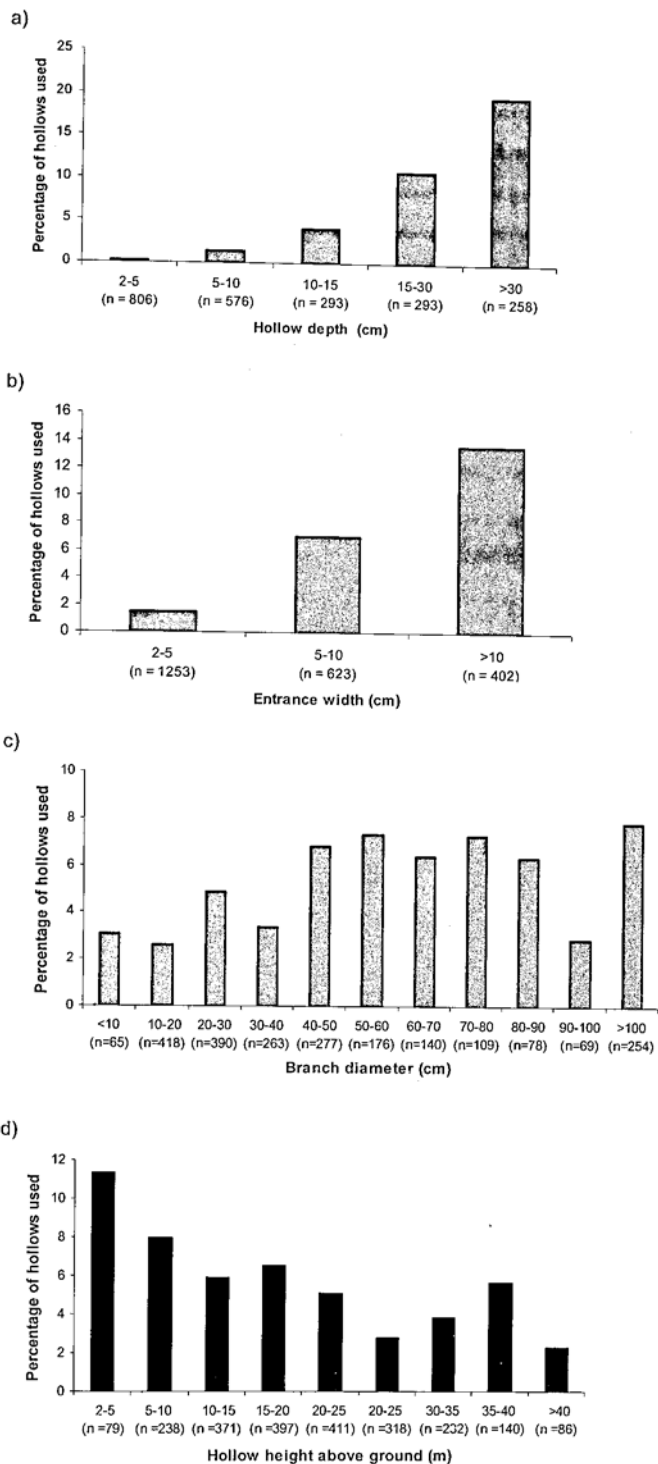 a)
Percentage of hollows used
25
20
15
10
5
0
2-5 5-10 10-15 15-30 >30
(n = 806) (n = 576) (n = 293) (n = 293) (n = 258)
Hollow depth (cm)
b)
Percentage of hollows used
16
14
12
10
8
6
4
2
0
2-5 5-10 >10
(n = 1253) (n = 623) (n = 402)
Entrance width (cm)
c)
Percentage of hollows used
10
8
6
4
2
0
<10 10-20 20-30 30-40 40-50 50-60 60-70 70-80 80-90 90-100 >100
(n=65) (n=418) (n=390) (n=263) (n=277) (n=176) (n=140) (n=109) (n=78) (n=69) (n=254)
Branch diameter (cm)
d)
Percentage of hollows used
12
10
8
6
4
2
0
2-5 5-10 10-15 15-20 20-25 20-25 30-35 35-40 >40
(n =79) (n =238) (n =371) (n =397) (n =411) (n =318) (n =232) (n =140) (n =86)
Hollow height above ground (m)